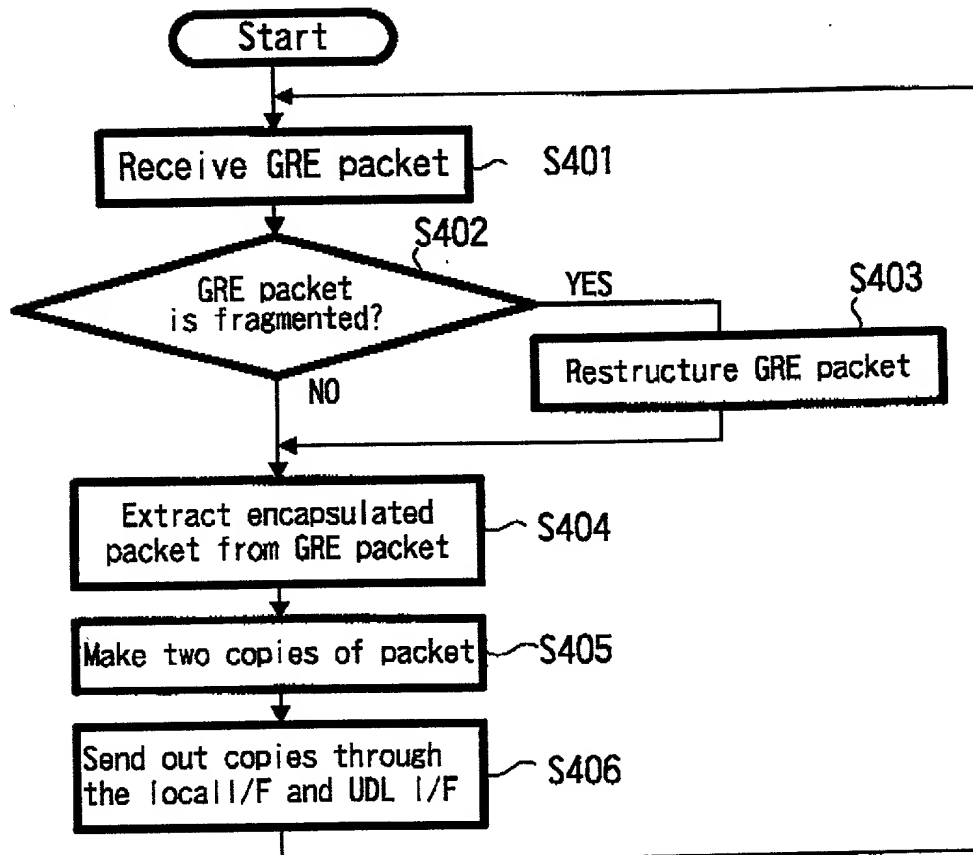 Start
Receive GRE packet
S401
S402
GRE packet
is fragmented?
YES
S403
Restructure GRE packet
NO
Extract encapsulated
packet from GRE packet
S404
Make two copies of packet
S405
Send out copies through
the local I/F and UDL I/F
S406